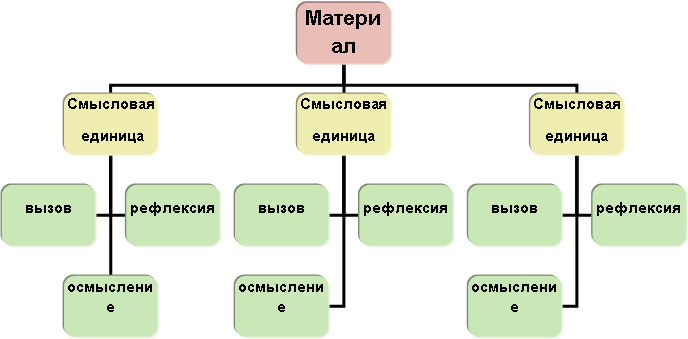 Матери
ал
Смысловая
единица
Смысловая
единица
Смысловая
единица
вызов
рефлексия
вызов
рефлексия
вызов
рефлексия
осмыслени
е
осмыслени
е
осмыслени
е